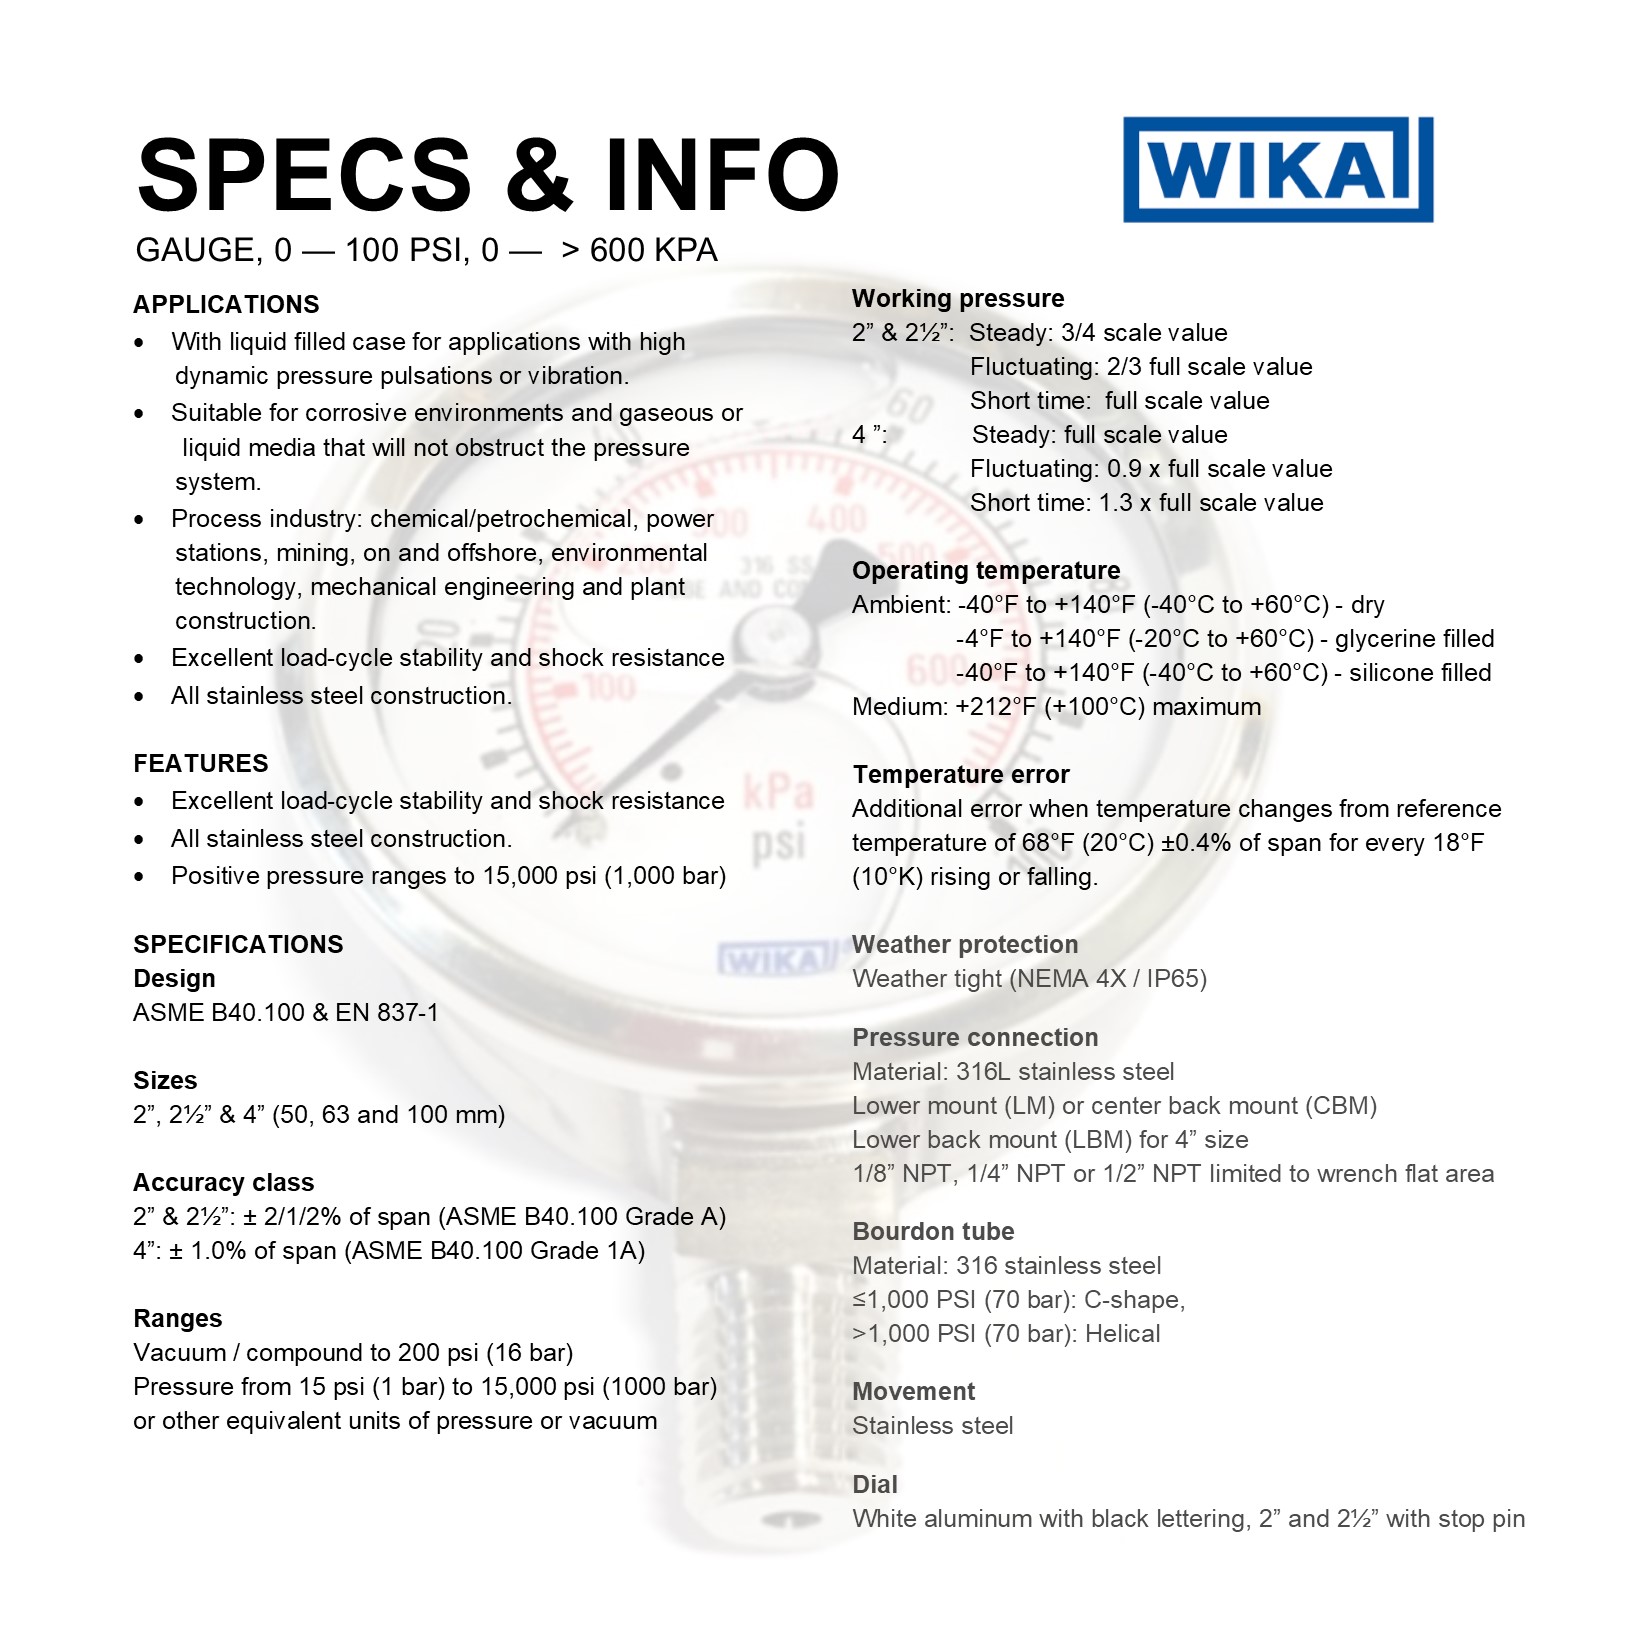 SPECS & INFO
WIKA
GAUGE, 0 — 100 PSI, 0 — > 600 KPA
APPLICATIONS
• With liquid filled case for applications with high
dynamic pressure pulsations or vibration.
• Suitable for corrosive environments and gaseous or
liquid media that will not obstruct the pressure
system.
• Process industry: chemical/petrochemical, power
stations, mining, on and offshore, environmental
technology, mechanical engineering and plant
construction.
• Excellent load-cycle stability and shock resistance
• All stainless steel construction.
FEATURES
• Excellent load-cycle stability and shock resistance
• All stainless steel construction.
• Positive pressure ranges to 15,000 psi (1,000 bar)
SPECIFICATIONS
Design
ASME B40.100 & EN 837-1
Sizes
2”, 2½” & 4” (50, 63 and 100 mm)
Accuracy class
2” & 2½”: ± 2/1/2% of span (ASME B40.100 Grade A)
4”: ± 1.0% of span (ASME B40.100 Grade 1A)
Ranges
Vacuum / compound to 200 psi (16 bar)
Pressure from 15 psi (1 bar) to 15,000 psi (1000 bar)
or other equivalent units of pressure or vacuum
Working pressure
2” & 2½”: Steady: 3/4 scale value
Fluctuating: 2/3 full scale value
Short time: full scale value
4 ”: Steady: full scale value
Fluctuating: 0.9 x full scale value
Short time: 1.3 x full scale value
Operating temperature
Ambient: -40°F to +140°F (-40°C to +60°C) - dry
-4°F to +140°F (-20°C to +60°C) - glycerine filled
-40°F to +140°F (-40°C to +60°C) - silicone filled
Medium: +212°F (+100°C) maximum
Temperature error
Additional error when temperature changes from reference
temperature of 68°F (20°C) ±0.4% of span for every 18°F
(10°K) rising or falling.
Weather protection
Weather tight (NEMA 4X / IP65)
Pressure connection
Material: 316L stainless steel
Lower mount (LM) or center back mount (CBM)
Lower back mount (LBM) for 4” size
1/8” NPT, 1/4” NPT or 1/2” NPT limited to wrench flat area
Bourdon tube
Material: 316 stainless steel
≤1,000 PSI (70 bar): C-shape,
>1,000 PSI (70 bar): Helical
Movement
Stainless steel
Dial
White aluminum with black lettering, 2” and 2½” with stop pin
20
40
60
80
100
100
200
300
400
500
600
316 SS
AND
kPa
psi
WIKA